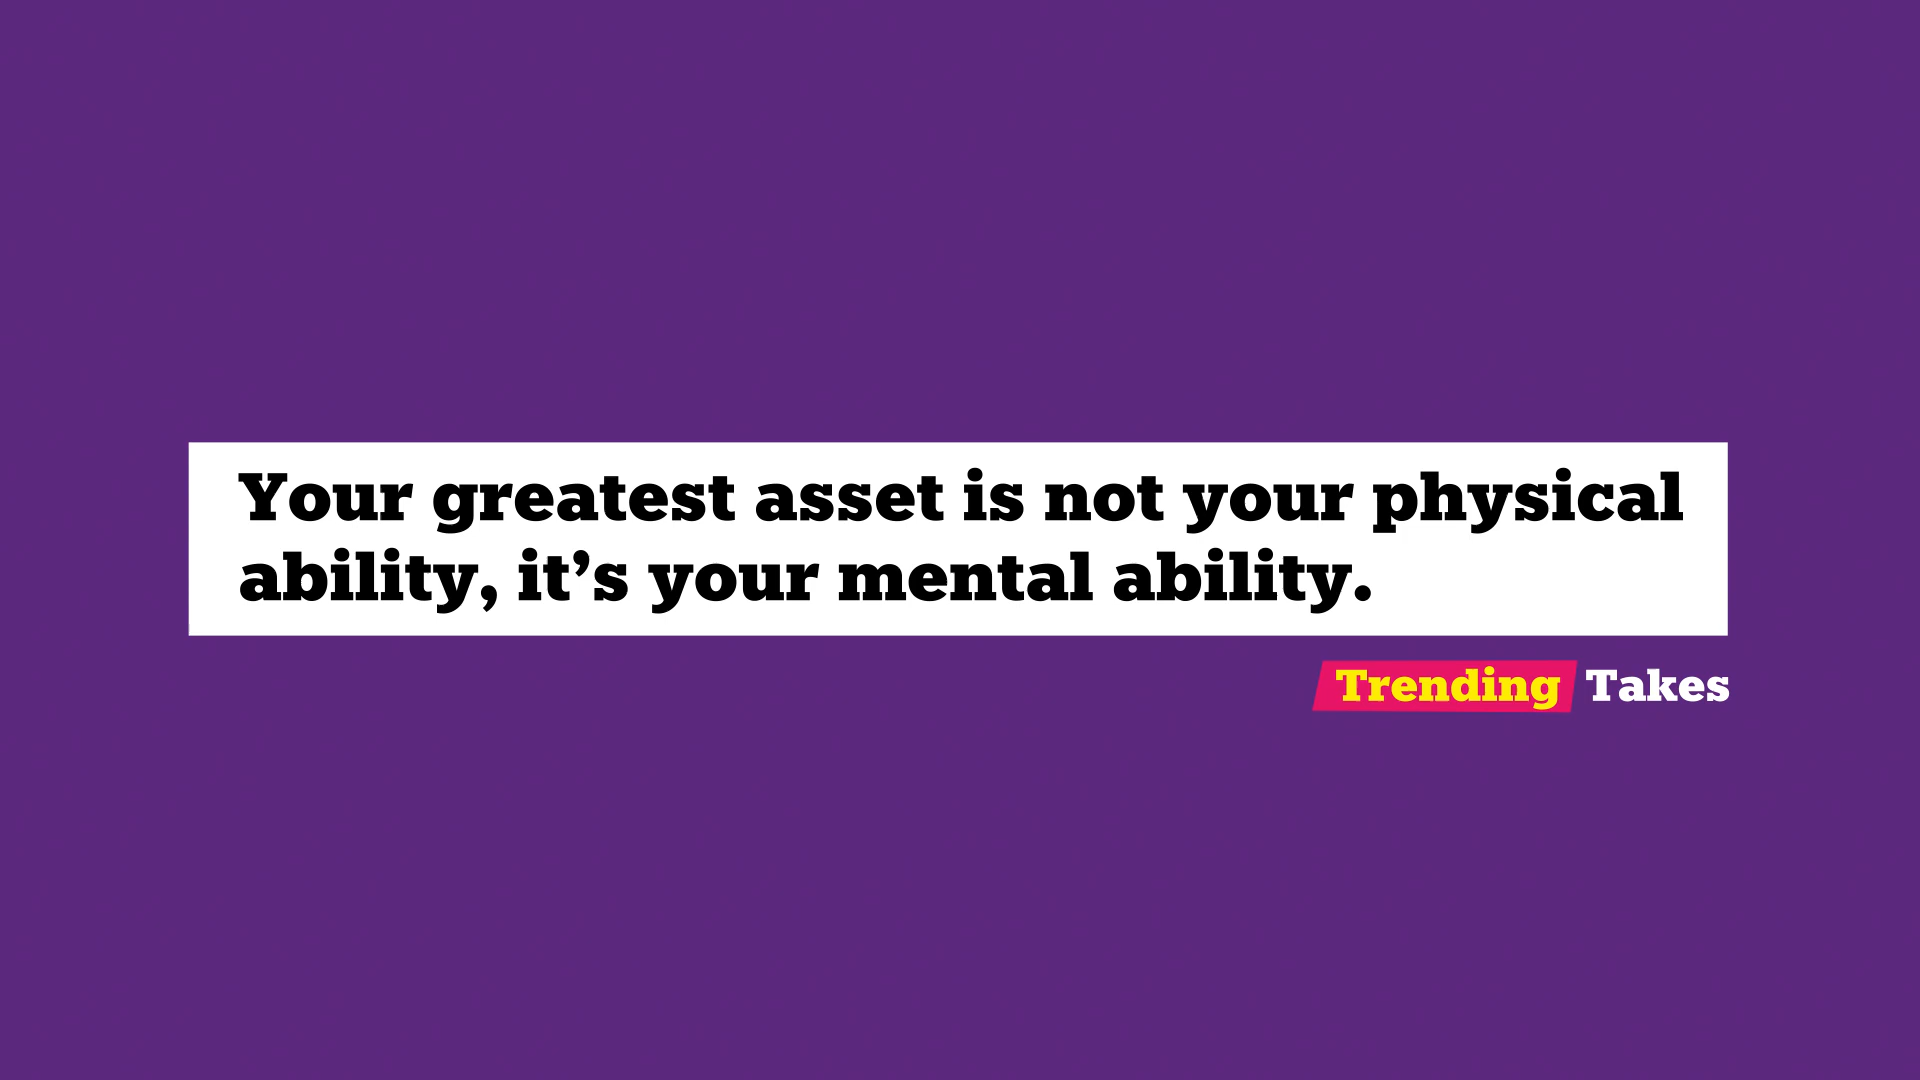 Your greatest asset is not your physical
ability, it’s your mental ability.
Trending Takes